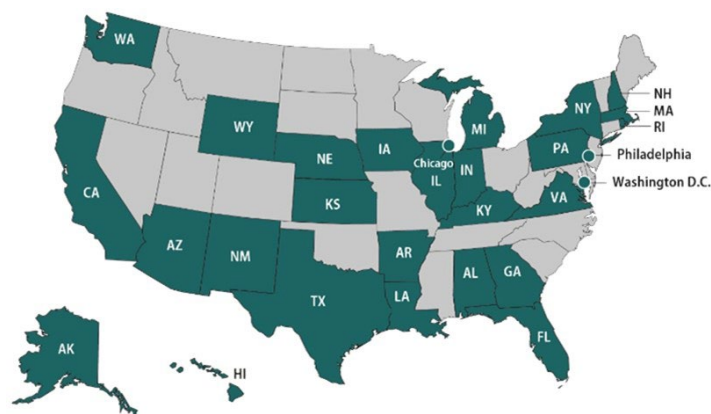 WA
NH
NY
MA
WY
MI
RI
IA
PA
NE
Philadelphia
Chicago
IL
IN
Washington D.C.
CA
KS
VA
KY
AZ
NM
AR
AL
GA
TX
LA
FL
AK
HI